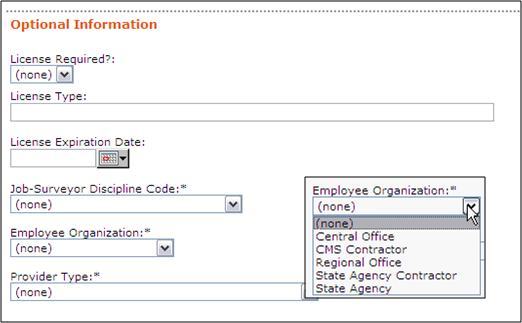 Optional Information
License Required?:
(none)
License Type:
License Expiration Date:
Job-Surveyor Discipline Code:*
(none)
Employee Organization:*
(none)
Provider Type:*
(none)
Employee Organization:*
(none)
(none)
Central Office
CMS Contractor
Regional Office
State Agency Contractor
State Agency